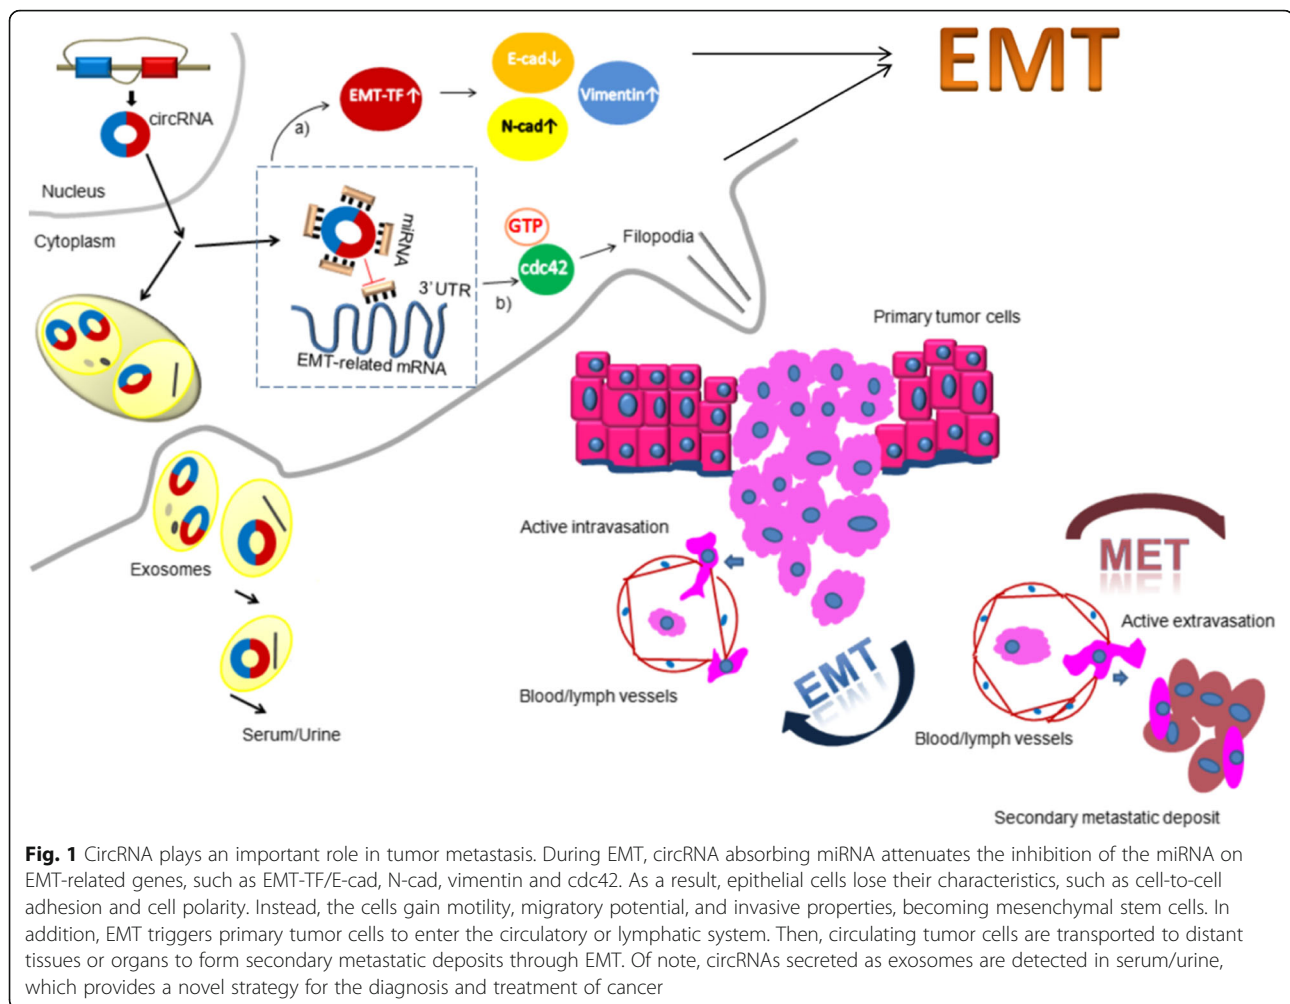 EMT
E-cad↓
EMT-TF↑
Vimentin↑
N-cad↑
a)
circRNA
Nucleus
Cytoplasm
miRNA
3' UTR
EMT-related mRNA
b)
GTP
cdc42
Filopodia
Exosomes
Serum/Urine
Primary tumor cells
Active intravasation
Blood/lymph vessels
EMT
MET
Active extravasation
Blood/lymph vessels
Secondary metastatic deposit
Fig. 1 CircRNA plays an important role in tumor metastasis. During EMT, circRNA absorbing miRNA attenuates the inhibition of the miRNA on
EMT-related genes, such as EMT-TF/E-cad, N-cad, vimentin and cdc42. As a result, epithelial cells lose their characteristics, such as cell-to-cell
adhesion and cell polarity. Instead, the cells gain motility, migratory potential, and invasive properties, becoming mesenchymal stem cells. In
addition, EMT triggers primary tumor cells to enter the circulatory or lymphatic system. Then, circulating tumor cells are transported to distant
tissues or organs to form secondary metastatic deposits through EMT. Of note, circRNAs secreted as exosomes are detected in serum/urine,
which provides a novel strategy for the diagnosis and treatment of cancer